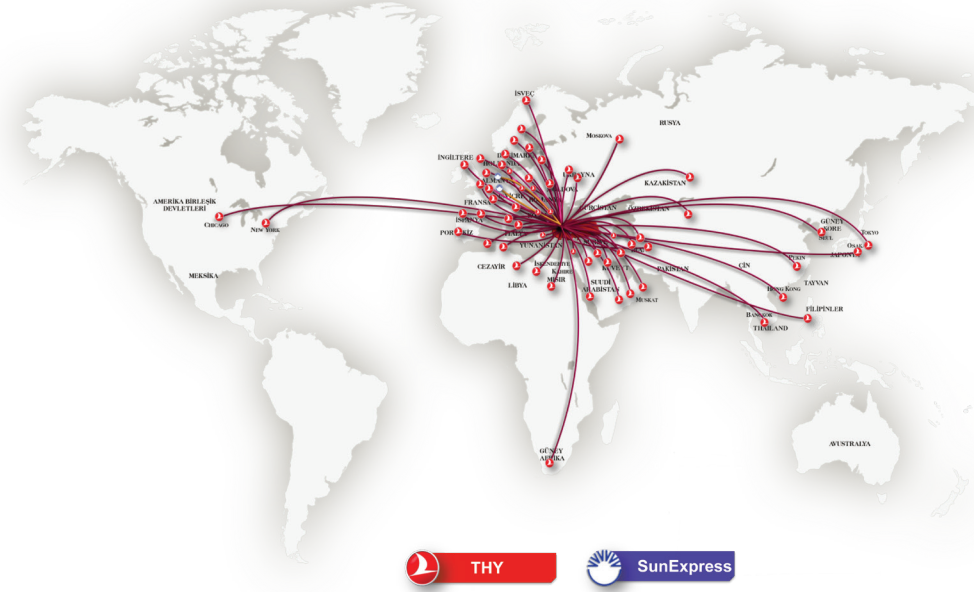 İSVEÇ
RUSYA
MOSKOVA
İNGİLTERE
KAZAKİSTAN
AMERİKA BİRLEŞİK
DEVLETLERİ
FRANSA
CHICAGO
NEW YORK
İSPANYA
GÜNEY
KORE
SEUL
TOKYO
YUNANİSTAN
JAPONYA
PEKİN
CEZAYİR
İSKENDERİYE
KAHİRE
MISIR
KUVEYT
PAKİSTAN
ÇİN
MEKSİKA
LİBYA
SUUDİ
ARABİSTAN
MUSKAT
HONG KONG
TAYVAN
FİLİPİNLER
BANGKOK
THAILAND
AVUSTRALYA
GÜNEY
AFRİKA
THY
SunExpress